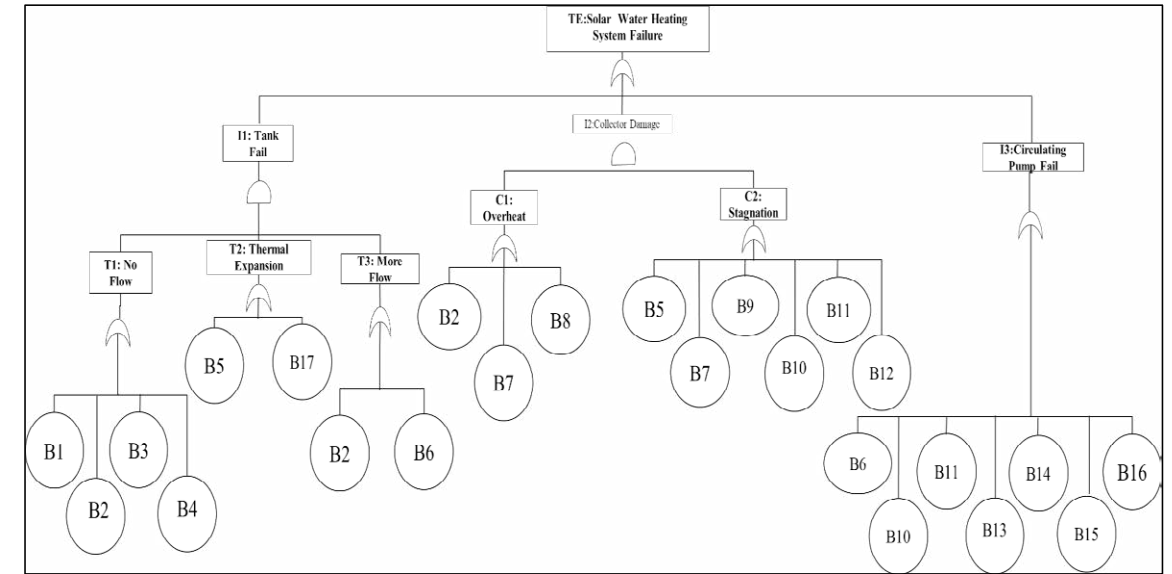 TE:Solar Water Heating
System Failure
I1: Tank
Fail
I2:Collector Damage
I3:Circulating
Pump Fail
C1:
Overheat
C2:
Stagnation
T1: No
Flow
T2: Thermal
Expansion
T3: More
Flow
B1
B2
B3
B4
B5
B17
B2
B6
B2
B7
B8
B5
B7
B9
B10
B11
B12
B6
B10
B11
B13
B14
B15
B16